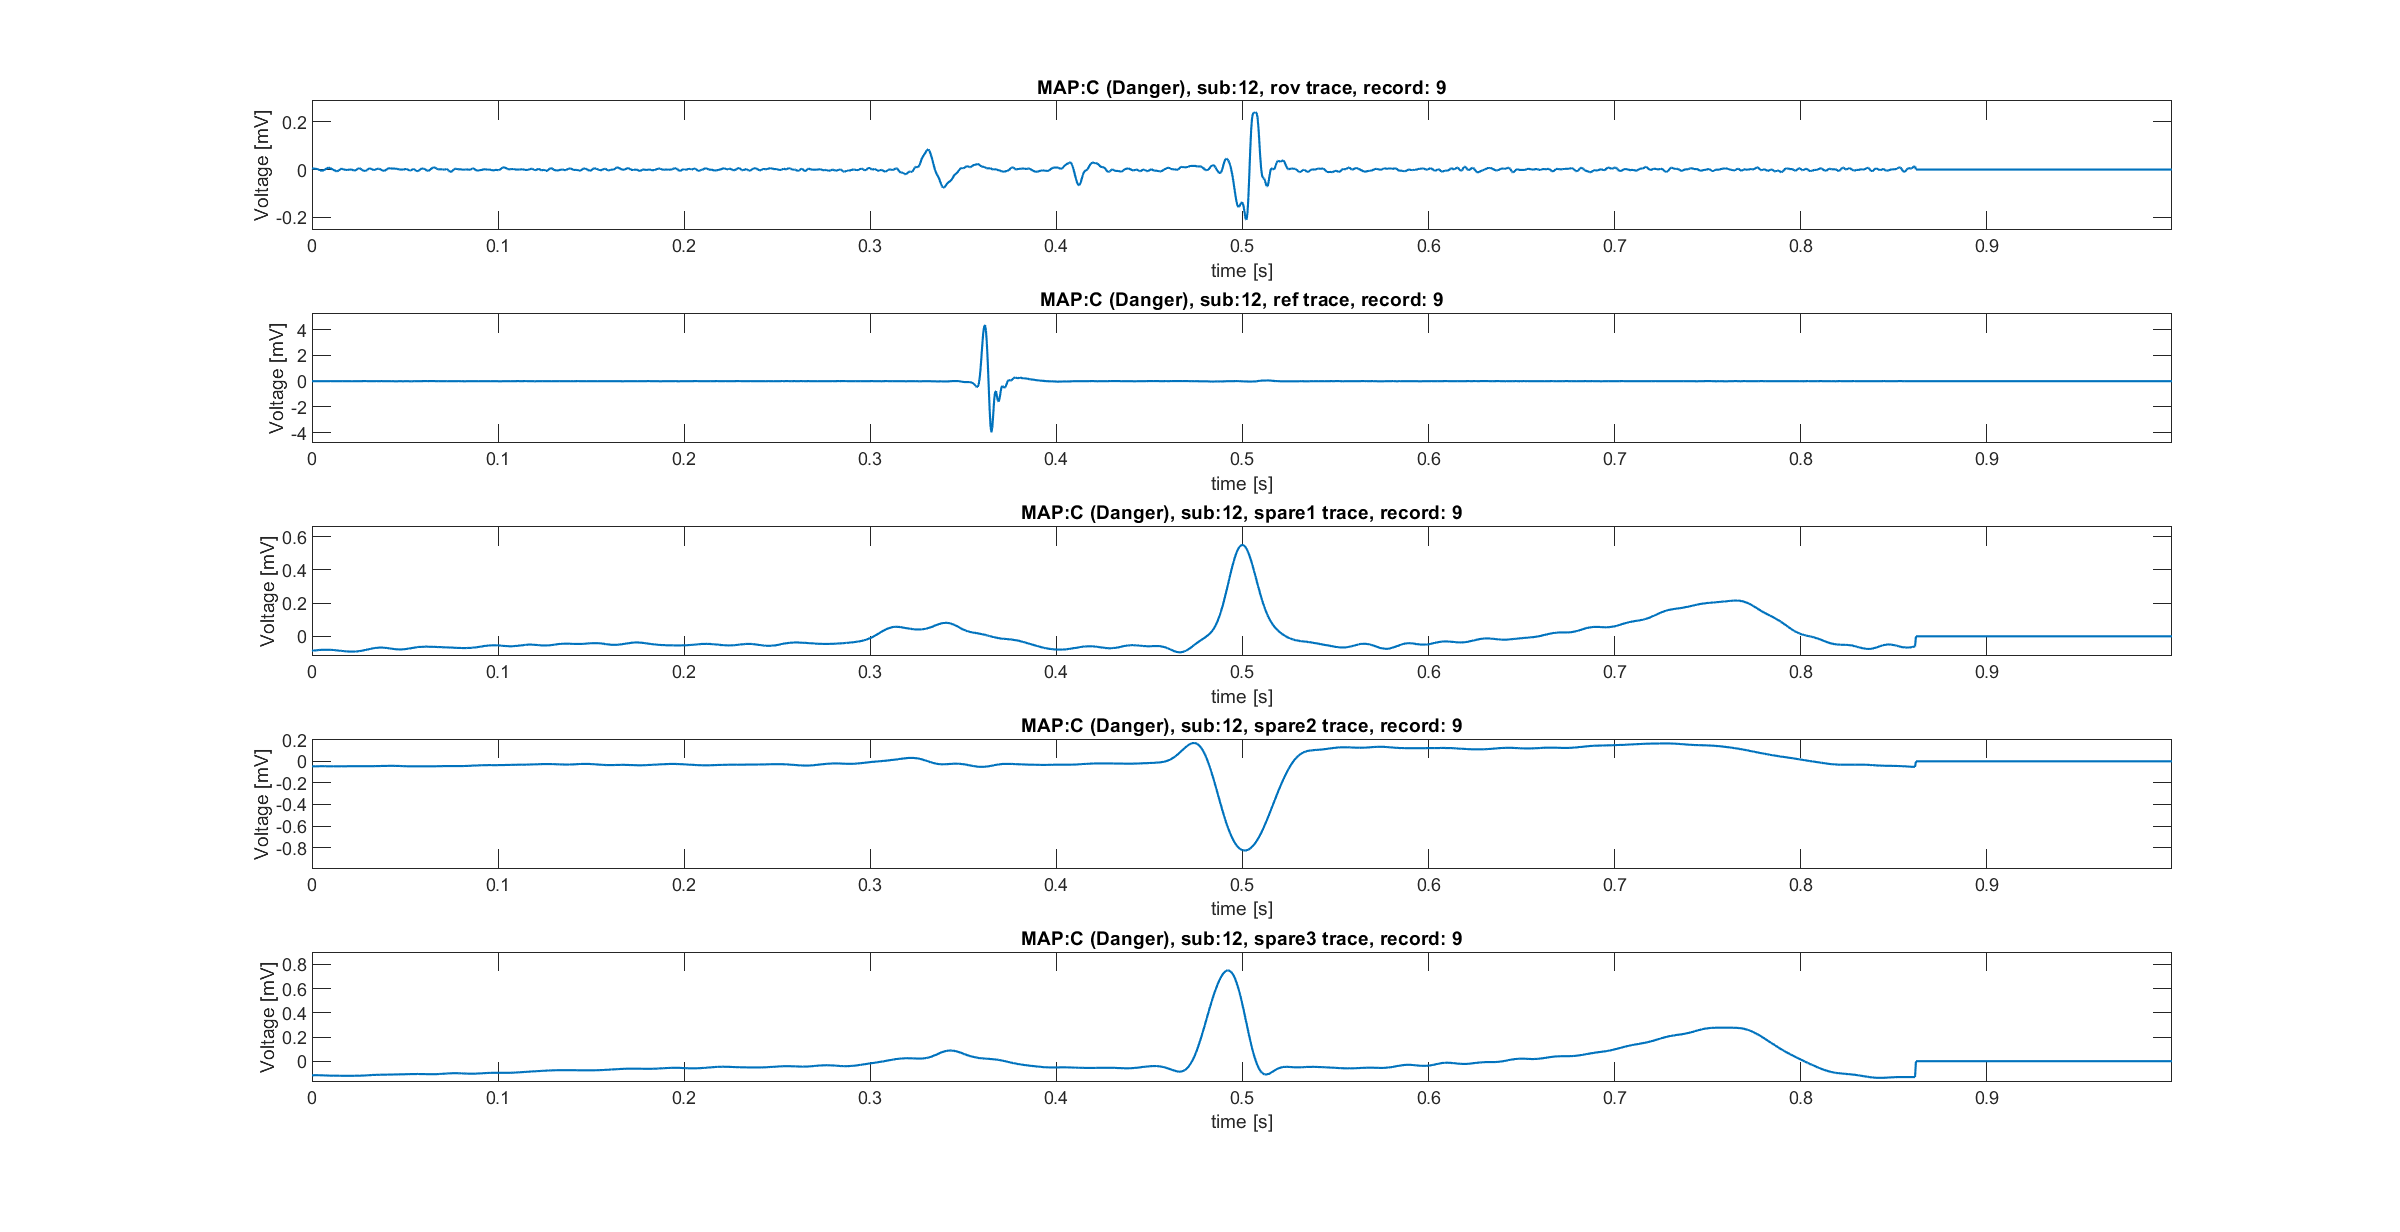 MAP:C (Danger), sub:12, rov trace, record: 9
Voltage [mV]
0.2
0
-0.2
0 0.1 0.2 0.3 0.4 0.5 0.6 0.7 0.8 0.9
time [s]
MAP:C (Danger), sub:12, ref trace, record: 9
Voltage [mV]
4
2
0
-2
-4
0 0.1 0.2 0.3 0.4 0.5 0.6 0.7 0.8 0.9
time [s]
MAP:C (Danger), sub:12, spare1 trace, record: 9
Voltage [mV]
0.6
0.4
0.2
0
0 0.1 0.2 0.3 0.4 0.5 0.6 0.7 0.8 0.9
time [s]
MAP:C (Danger), sub:12, spare2 trace, record: 9
Voltage [mV]
0.2
0
-0.2
-0.4
-0.6
-0.8
0 0.1 0.2 0.3 0.4 0.5 0.6 0.7 0.8 0.9
time [s]
MAP:C (Danger), sub:12, spare3 trace, record: 9
Voltage [mV]
0.8
0.6
0.4
0.2
0
0 0.1 0.2 0.3 0.4 0.5 0.6 0.7 0.8 0.9
time [s]